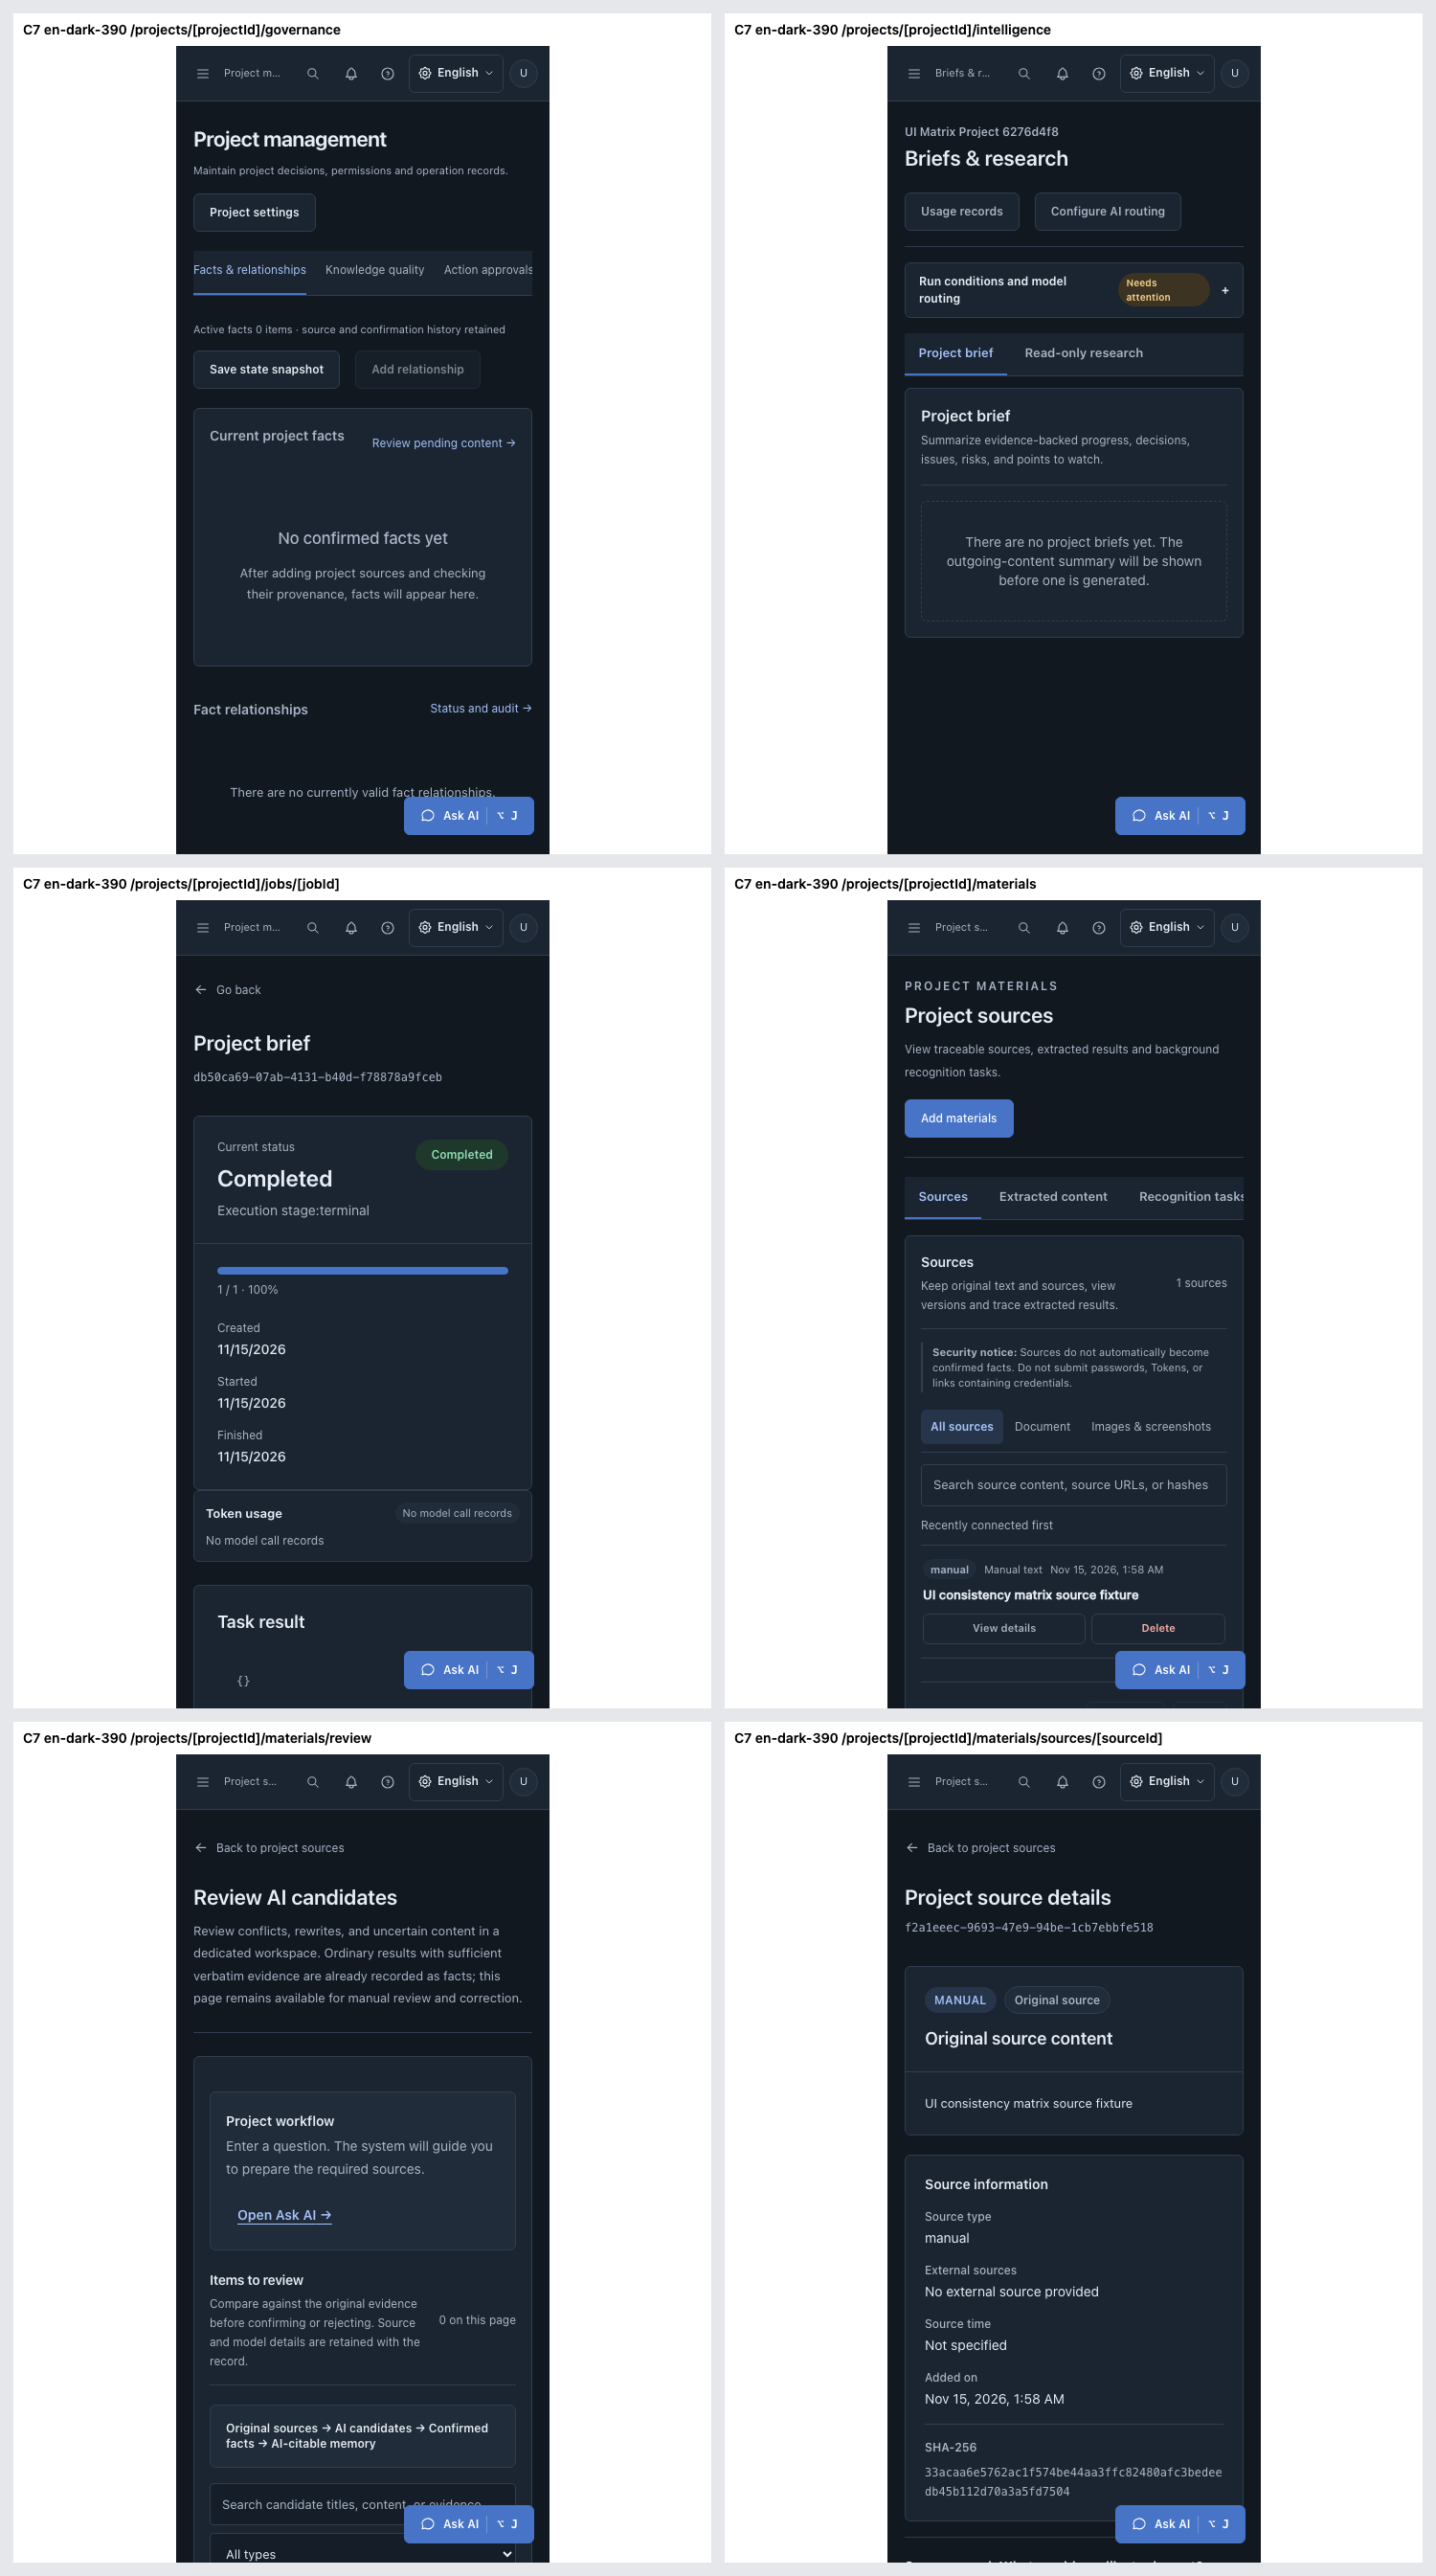 C7 en-dark-390 /projects/[projectId]/governance
Project m...
English
U
Project management
Maintain project decisions, permissions and operation records.
Project settings
Facts & relationships
Knowledge quality
Action approvals
Active facts 0 items · source and confirmation history retained
Save state snapshot
Add relationship
Current project facts
Review pending content →
No confirmed facts yet
After adding project sources and checking
their provenance, facts will appear here.
Fact relationships
Status and audit →
There are no currently valid fact relationships.
Ask AI
⌥ J
C7 en-dark-390 /projects/[projectId]/intelligence
Briefs & r...
English
U
UI Matrix Project 6276d4f8
Briefs & research
Usage records
Configure AI routing
Run conditions and model
routing
Needs
attention
+
Project brief
Read-only research
Project brief
Summarize evidence-backed progress, decisions,
issues, risks, and points to watch.
There are no project briefs yet. The
outgoing-content summary will be shown
before one is generated.
Ask AI
⌥ J
C7 en-dark-390 /projects/[projectId]/jobs/[jobId]
Project m...
English
U
← Go back
Project brief
db50ca69-07ab-4131-b40d-f78878a9fceb
Current status
Completed
Completed
Execution stage:terminal
1 / 1 · 100%
Created
11/15/2026
Started
11/15/2026
Finished
11/15/2026
Token usage
No model call records
No model call records
Task result
{}
Ask AI
⌥ J
C7 en-dark-390 /projects/[projectId]/materials
Project s...
English
U
PROJECT MATERIALS
Project sources
View traceable sources, extracted results and background
recognition tasks.
Add materials
Sources
Extracted content
Recognition tasks
Sources
Keep original text and sources, view
versions and trace extracted results.
1 sources
Security notice: Sources do not automatically become
confirmed facts. Do not submit passwords, Tokens, or
links containing credentials.
All sources
Document
Images & screenshots
Search source content, source URLs, or hashes
Recently connected first
manual
Manual text
Nov 15, 2026, 1:58 AM
UI consistency matrix source fixture
View details
Delete
Ask AI
⌥ J
C7 en-dark-390 /projects/[projectId]/materials/review
Project s...
English
U
← Back to project sources
Review AI candidates
Review conflicts, rewrites, and uncertain content in a
dedicated workspace. Ordinary results with sufficient
verbatim evidence are already recorded as facts; this
page remains available for manual review and correction.
Project workflow
Enter a question. The system will guide you
to prepare the required sources.
Open Ask AI →
Items to review
Compare against the original evidence
before confirming or rejecting. Source
and model details are retained with the
record.
0 on this page
Original sources → AI candidates → Confirmed
facts → AI-citable memory
Search candidate titles, content, or evidence
All types
Ask AI
⌥ J
C7 en-dark-390 /projects/[projectId]/materials/sources/[sourceId]
Project s...
English
U
← Back to project sources
Project source details
f2a1eeec-9693-47e9-94be-1cb7ebbfe518
MANUAL
Original source
Original source content
UI consistency matrix source fixture
Source information
Source type
manual
External sources
No external source provided
Source time
Not specified
Added on
Nov 15, 2026, 1:58 AM
SHA-256
33acaa6e5762ac1f574be44aa3ffc82480afc3bedee
db45b112d70a3a5fd7504
Ask AI
⌥ J